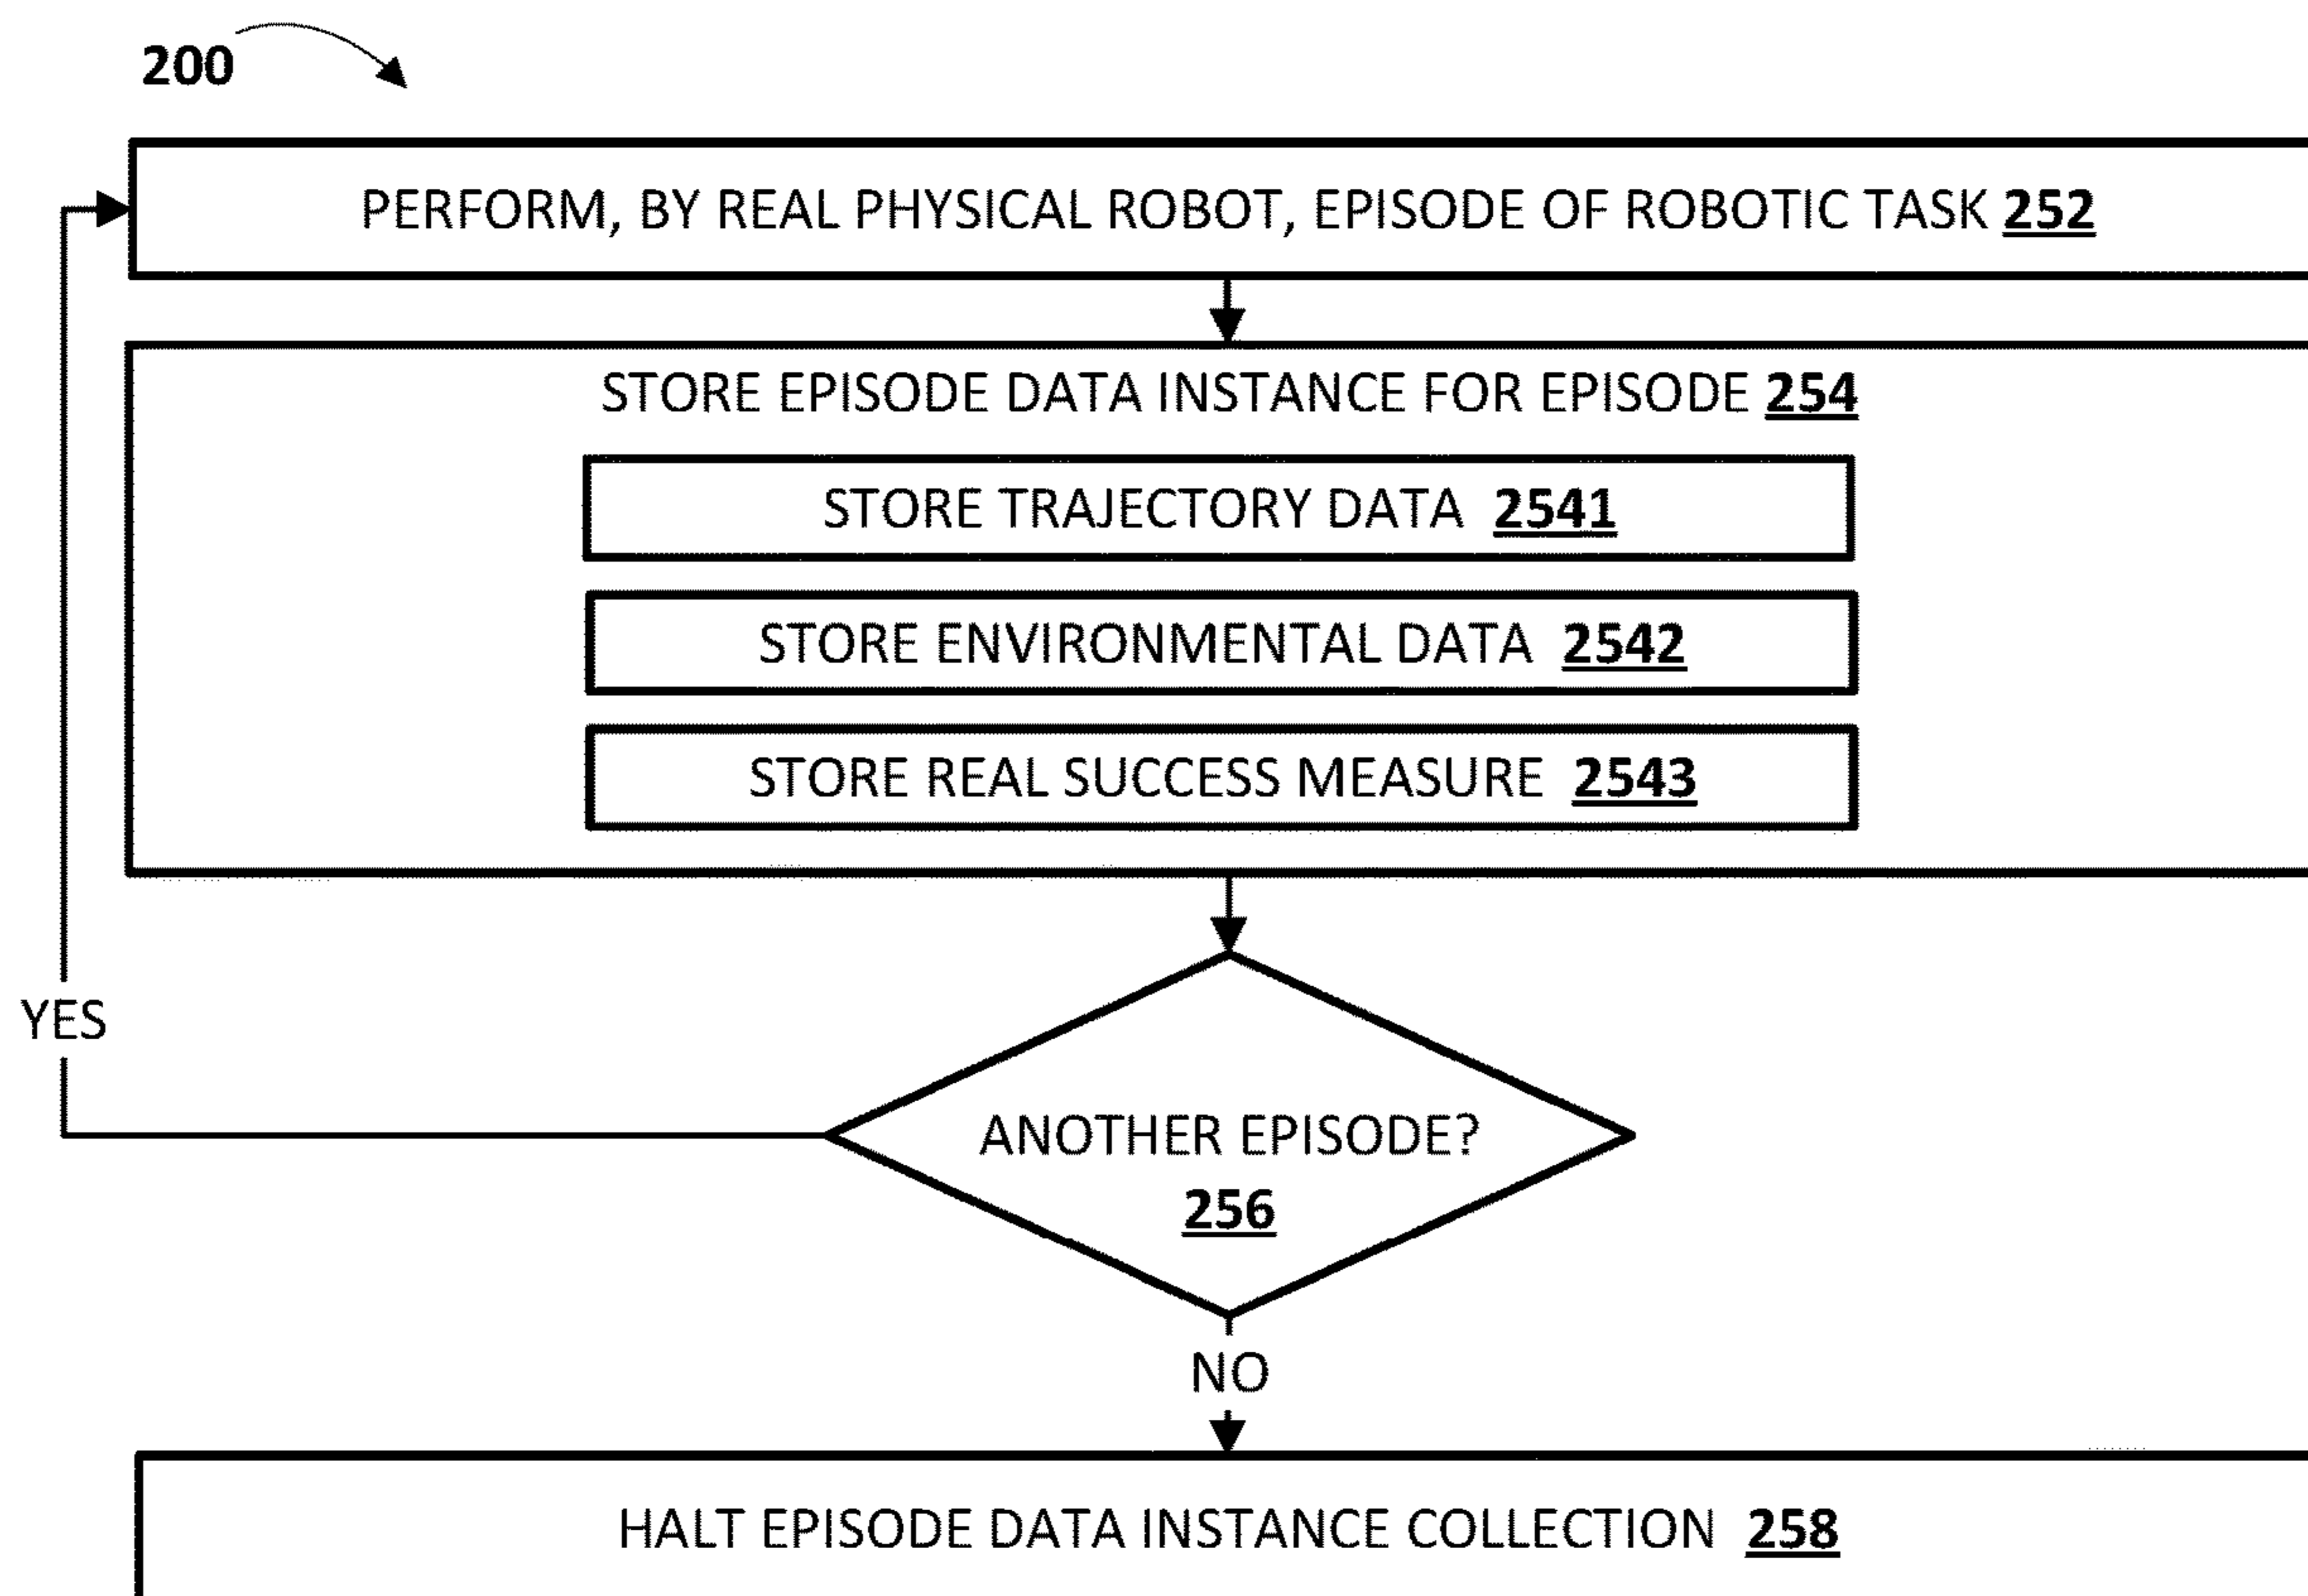 200
PERFORM, BY REAL PHYSICAL ROBOT, EPISODE OF ROBOTIC TASK 252
STORE EPISODE DATA INSTANCE FOR EPISODE 254
STORE TRAJECTORY DATA 2541
STORE ENVIRONMENTAL DATA 2542
STORE REAL SUCCESS MEASURE 2543
YES
ANOTHER EPISODE?
256
NO
HALT EPISODE DATA INSTANCE COLLECTION 258